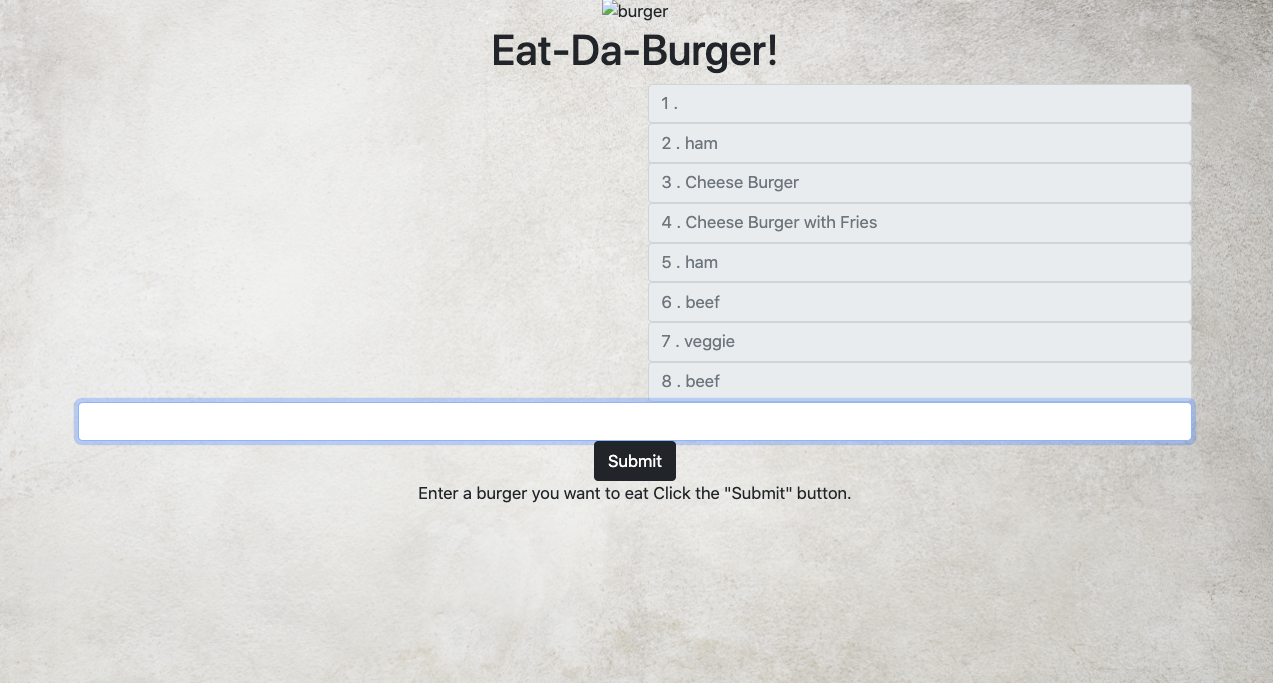 burger
Eat-Da-Burger!
1 .
2 . ham
3 . Cheese Burger
4 . Cheese Burger with Fries
5 . ham
6 . beef
7 . veggie
8 . beef
Submit
Enter a burger you want to eat Click the "Submit" button.